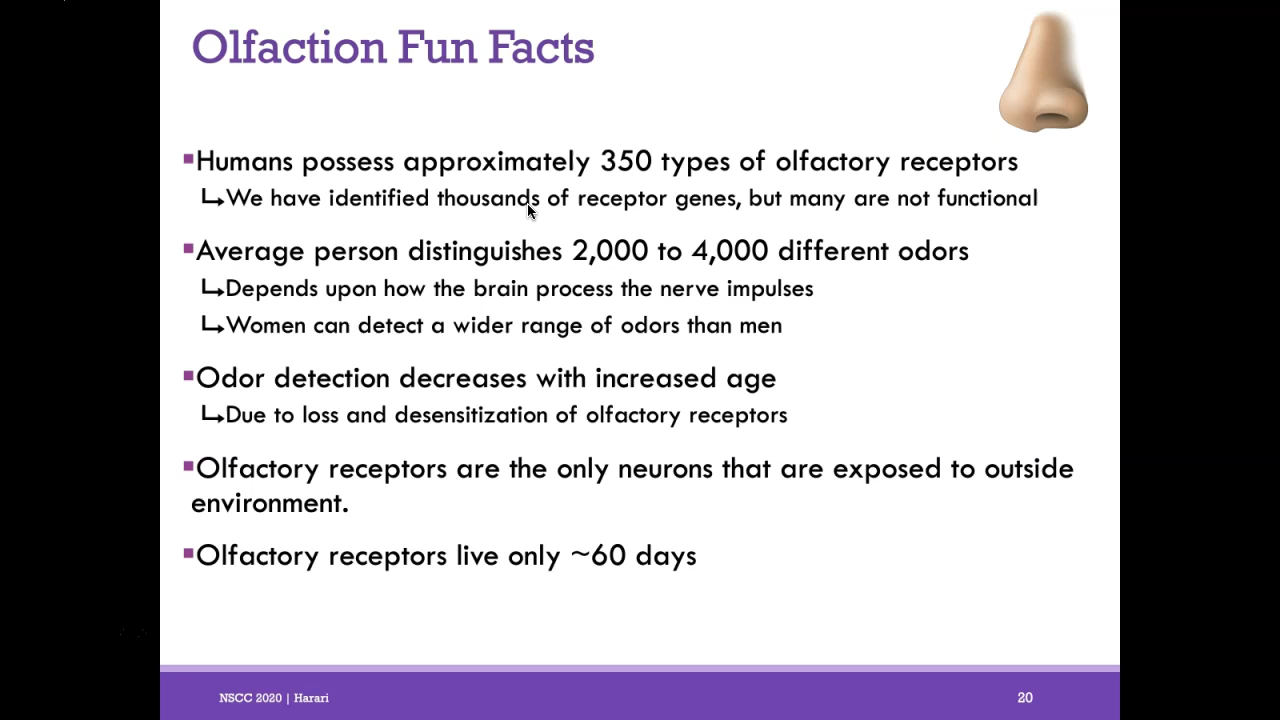 Olfaction Fun Facts
▪Humans possess approximately 350 types of olfactory receptors
↳We have identified thousands of receptor genes, but many are not functional
▪Average person distinguishes 2,000 to 4,000 different odors
↳Depends upon how the brain process the nerve impulses
↳Women can detect a wider range of odors than men
▪Odor detection decreases with increased age
↳Due to loss and desensitization of olfactory receptors
▪Olfactory receptors are the only neurons that are exposed to outside
environment.
▪Olfactory receptors live only ~60 days
NSCC 2020 | Harari
20